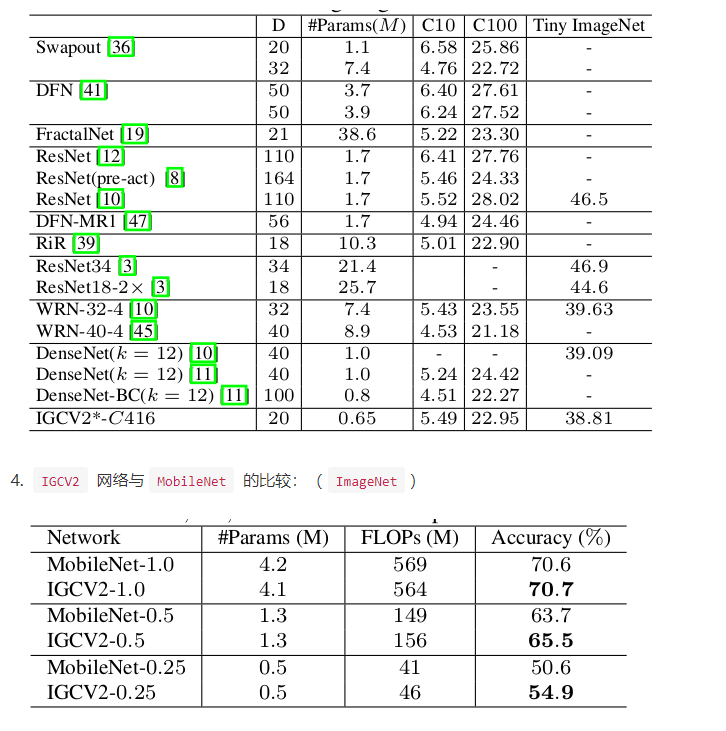 D #Params(M) C10 C100 Tiny ImageNet
Swapout [36] 20 1.1 6.58 25.86 -
32 7.4 4.76 22.72 -
DFN [41] 50 3.7 6.40 27.61 -
50 3.9 6.24 27.52 -
FractalNet [19] 21 38.6 5.22 23.30 -
ResNet [12] 110 1.7 6.41 27.76 -
ResNet(pre-act) [8] 164 1.7 5.46 24.33 -
ResNet [10] 110 1.7 5.52 28.02 46.5
DFN-MR1 [47] 56 1.7 4.94 24.46 -
RiR [39] 18 10.3 5.01 22.90 -
ResNet34 [3] 34 21.4 - 46.9
ResNet18-2× [3] 18 25.7 - 44.6
WRN-32-4 [10] 32 7.4 5.43 23.55 39.63
WRN-40-4 [45] 40 8.9 4.53 21.18 -
DenseNet(k = 12) [10] 40 1.0 - - 39.09
DenseNet(k = 12) [11] 40 1.0 5.24 24.42 -
DenseNet-BC(k = 12) [11] 100 0.8 4.51 22.27 -
IGCV2*-C416 20 0.65 5.49 22.95 38.81
4. IGCV2 网络与 MobileNet 的比较：（ ImageNet ）
Network #Params (M) FLOPs (M) Accuracy (%)
MobileNet-1.0 4.2 569 70.6
IGCV2-1.0 4.1 564 70.7
MobileNet-0.5 1.3 149 63.7
IGCV2-0.5 1.3 156 65.5
MobileNet-0.25 0.5 41 50.6
IGCV2-0.25 0.5 46 54.9